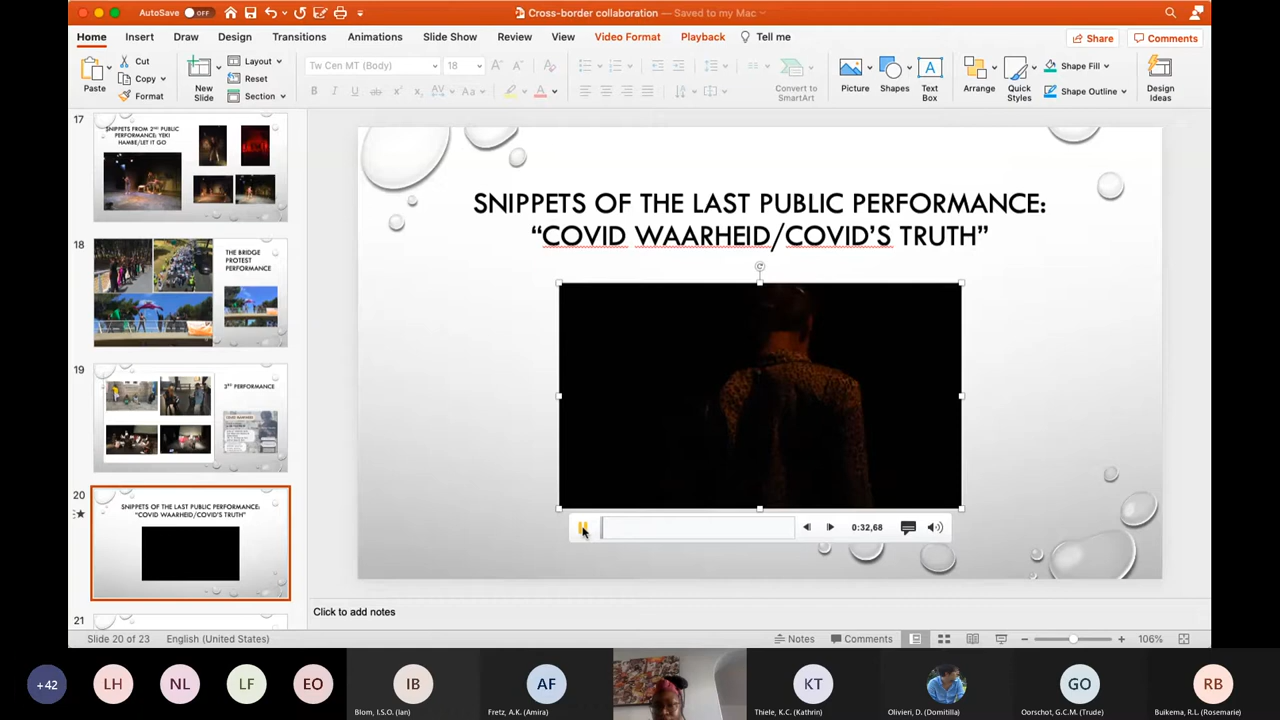 AutoSave OFF
Cross-border collaboration — Saved to my Mac
Home Insert Draw Design Transitions Animations Slide Show Review View Video Format Playback Tell me
Share Comments
Paste
Cut
Copy
Format
New
Slide
Layout
Reset
Section
Tw Cen MT (Body) 18
Convert to
SmartArt
Picture Shapes Text
Box
Arrange Quick
Styles
Shape Fill
Shape Outline
Design
Ideas
17
SNIPPETS FROM 2ND PUBLIC
PERFORMANCE: YEKI
HAMBE/LET IT GO
18
THE BRIDGE
PROTEST
PERFORMANCE
19
3RD PERFORMANCE
20
SNIPPETS OF THE LAST PUBLIC PERFORMANCE:
“COVID WAARHEID/COVID’S TRUTH”
21
SNIPPETS OF THE LAST PUBLIC PERFORMANCE:
“COVID WAARHEID/COVID’S TRUTH”
0:32,68
Click to add notes
Slide 20 of 23 English (United States)
Notes Comments 106%
+42 LH NL LF EO IB AF KT GO RB
Blom, I.S.O. (Ian) Fretz, A.K. (Amira) Thiele, K.C. (Kathrin) Olivieri, D. (Domitilla) Oorschot, G.C.M. (Trude) Buikema, R.L. (Rosemarie)